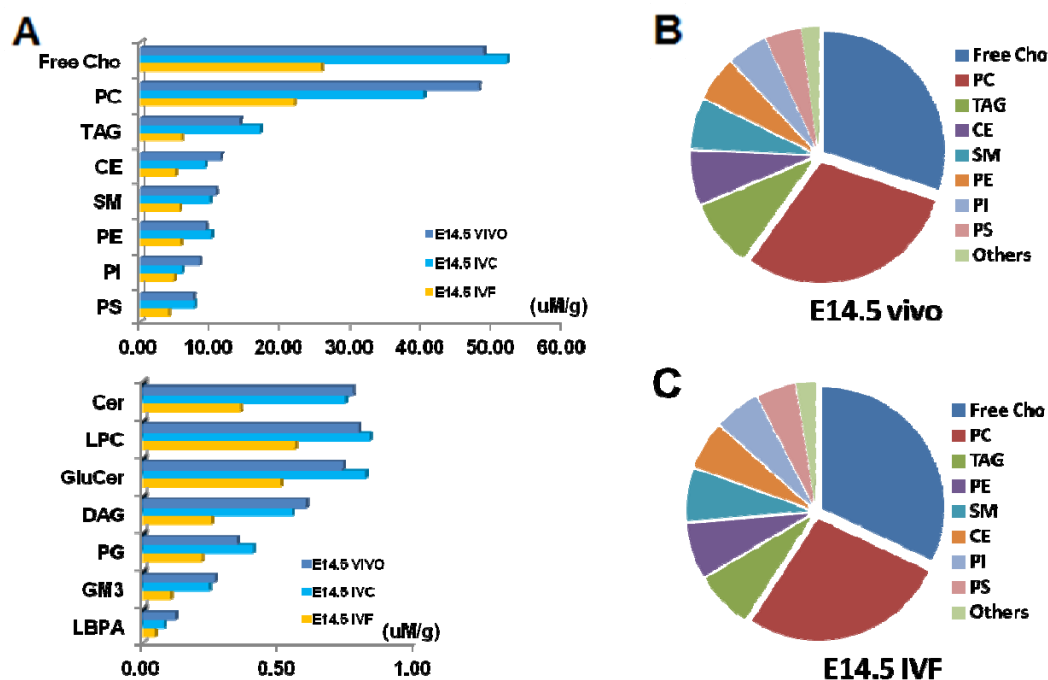 A
Free Cho
PC
TAG
CE
SM
PE
PI
PS
E14.5 VIVO
E14.5 IVC
E14.5 IVF
(uM/g)
0.00 10.00 20.00 30.00 40.00 50.00 60.00
Cer
LPC
GluCer
DAG
PG
GM3
LBPA
E14.5 VIVO
E14.5 IVC
E14.5 IVF
(uM/g)
0.00 0.50 1.00
B
Free Cho
PC
TAG
CE
SM
PE
PI
PS
Others
E14.5 vivo
C
Free Cho
PC
TAG
PE
SM
CE
PI
PS
Others
E14.5 IVF